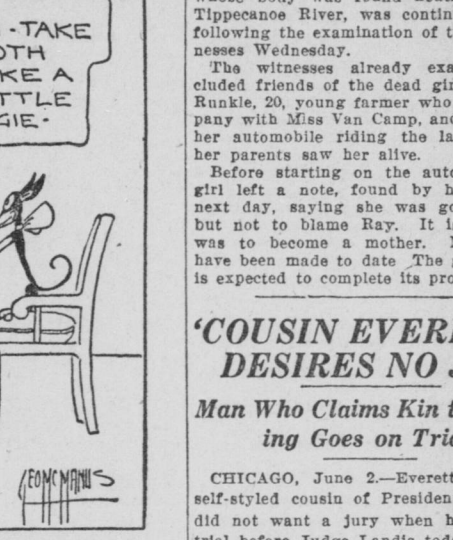 - TAKE
OTH
KE A
TTLE
GIE -
GEO MCMANUS
Tippecanoe River, was contin
following the examination of t
nesses Wednesday.
The witnesses already exa
cluded friends of the dead gir
Runkle, 20, young farmer who
pany with Miss Van Camp, and
her automobile riding the la
her parents saw her alive.
Before starting on the auto
girl left a note, found by h
next day, saying she was go
but not to blame Ray. It i
was to become a mother.
have been made to date The g
is expected to complete its pro
'COUSIN EVER
DESIRES NO J
Man Who Claims Kin t
ing Goes on Tri
CHICAGO, June 2.—Everett
self-styled cousin of Presiden
did not want a jury when h
trial before Judge Landis toda